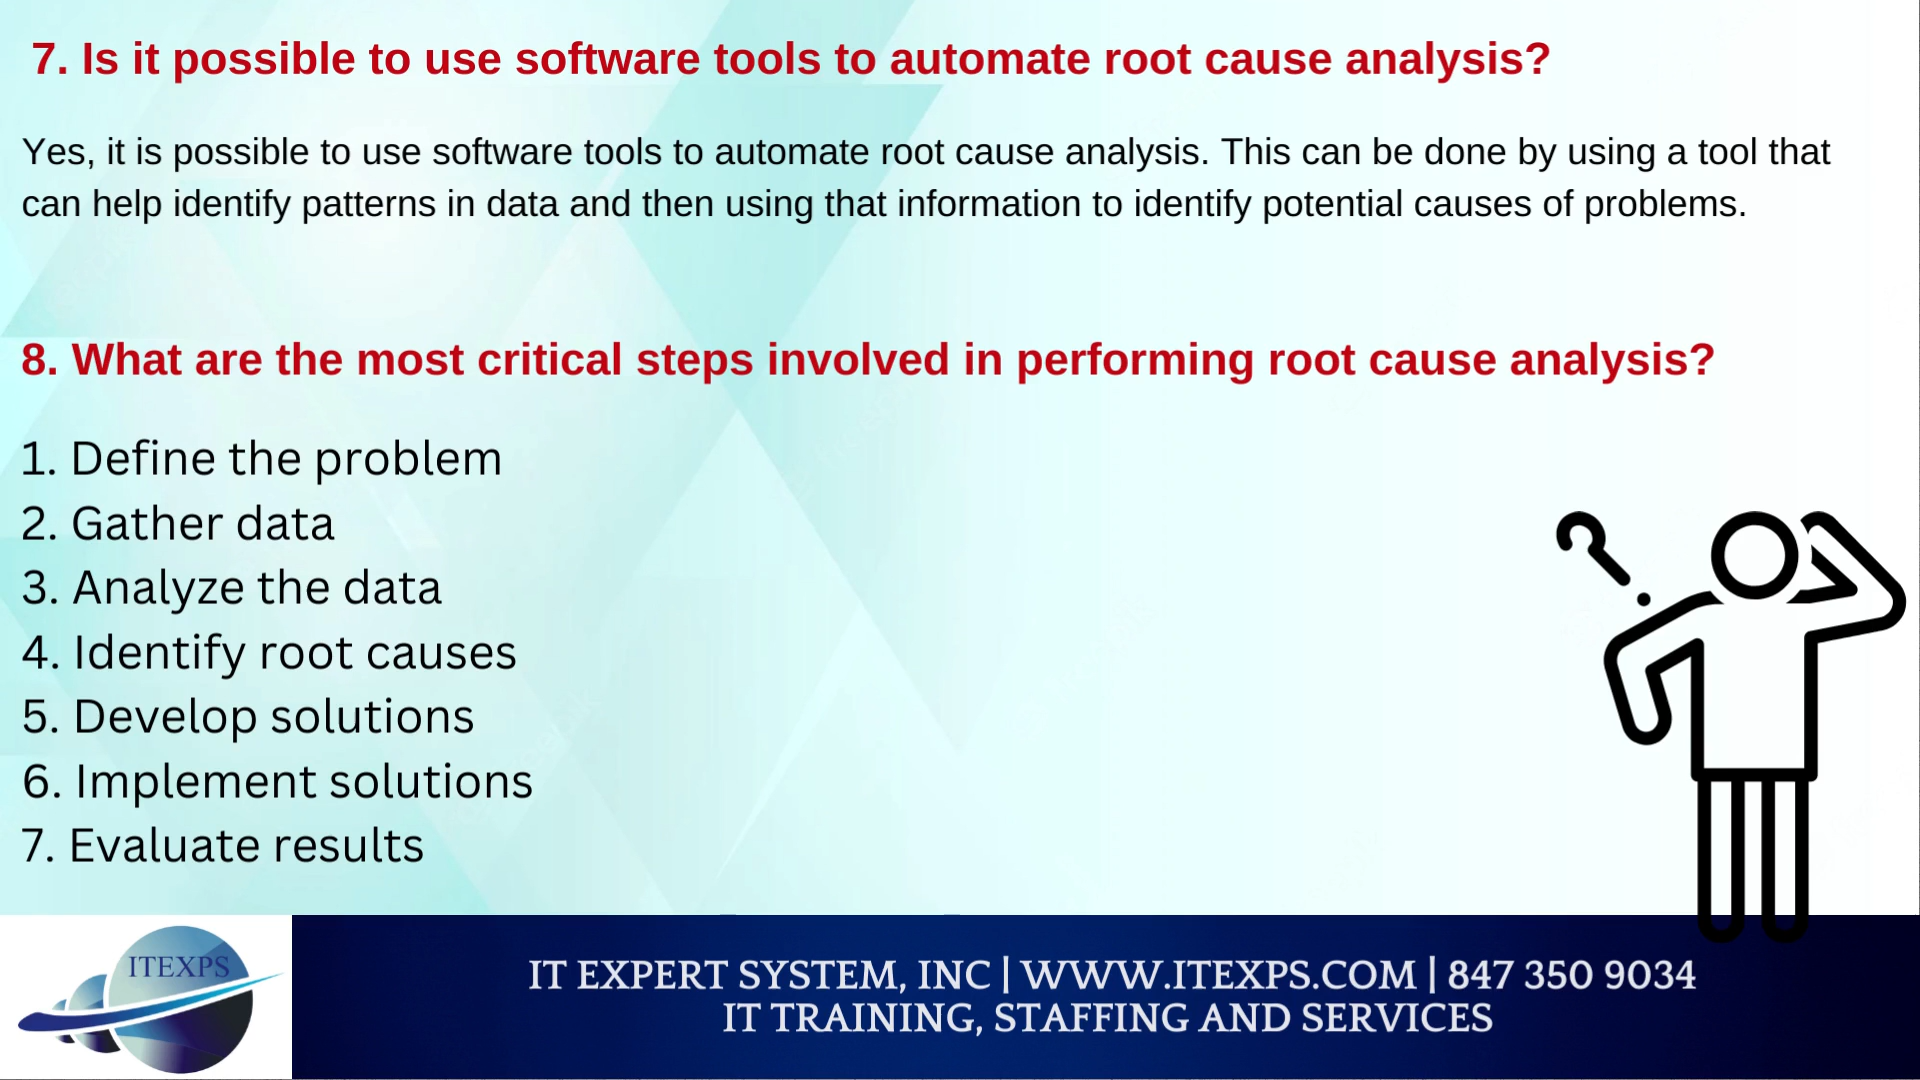 7. Is it possible to use software tools to automate root cause analysis?
Yes, it is possible to use software tools to automate root cause analysis. This can be done by using a tool that
can help identify patterns in data and then using that information to identify potential causes of problems.
8. What are the most critical steps involved in performing root cause analysis?
1. Define the problem
2. Gather data
3. Analyze the data
4. Identify root causes
5. Develop solutions
6. Implement solutions
7. Evaluate results
ITEXPS
IT EXPERT SYSTEM, INC | WWW.ITEXPS.COM | 847 350 9034
IT TRAINING, STAFFING AND SERVICES